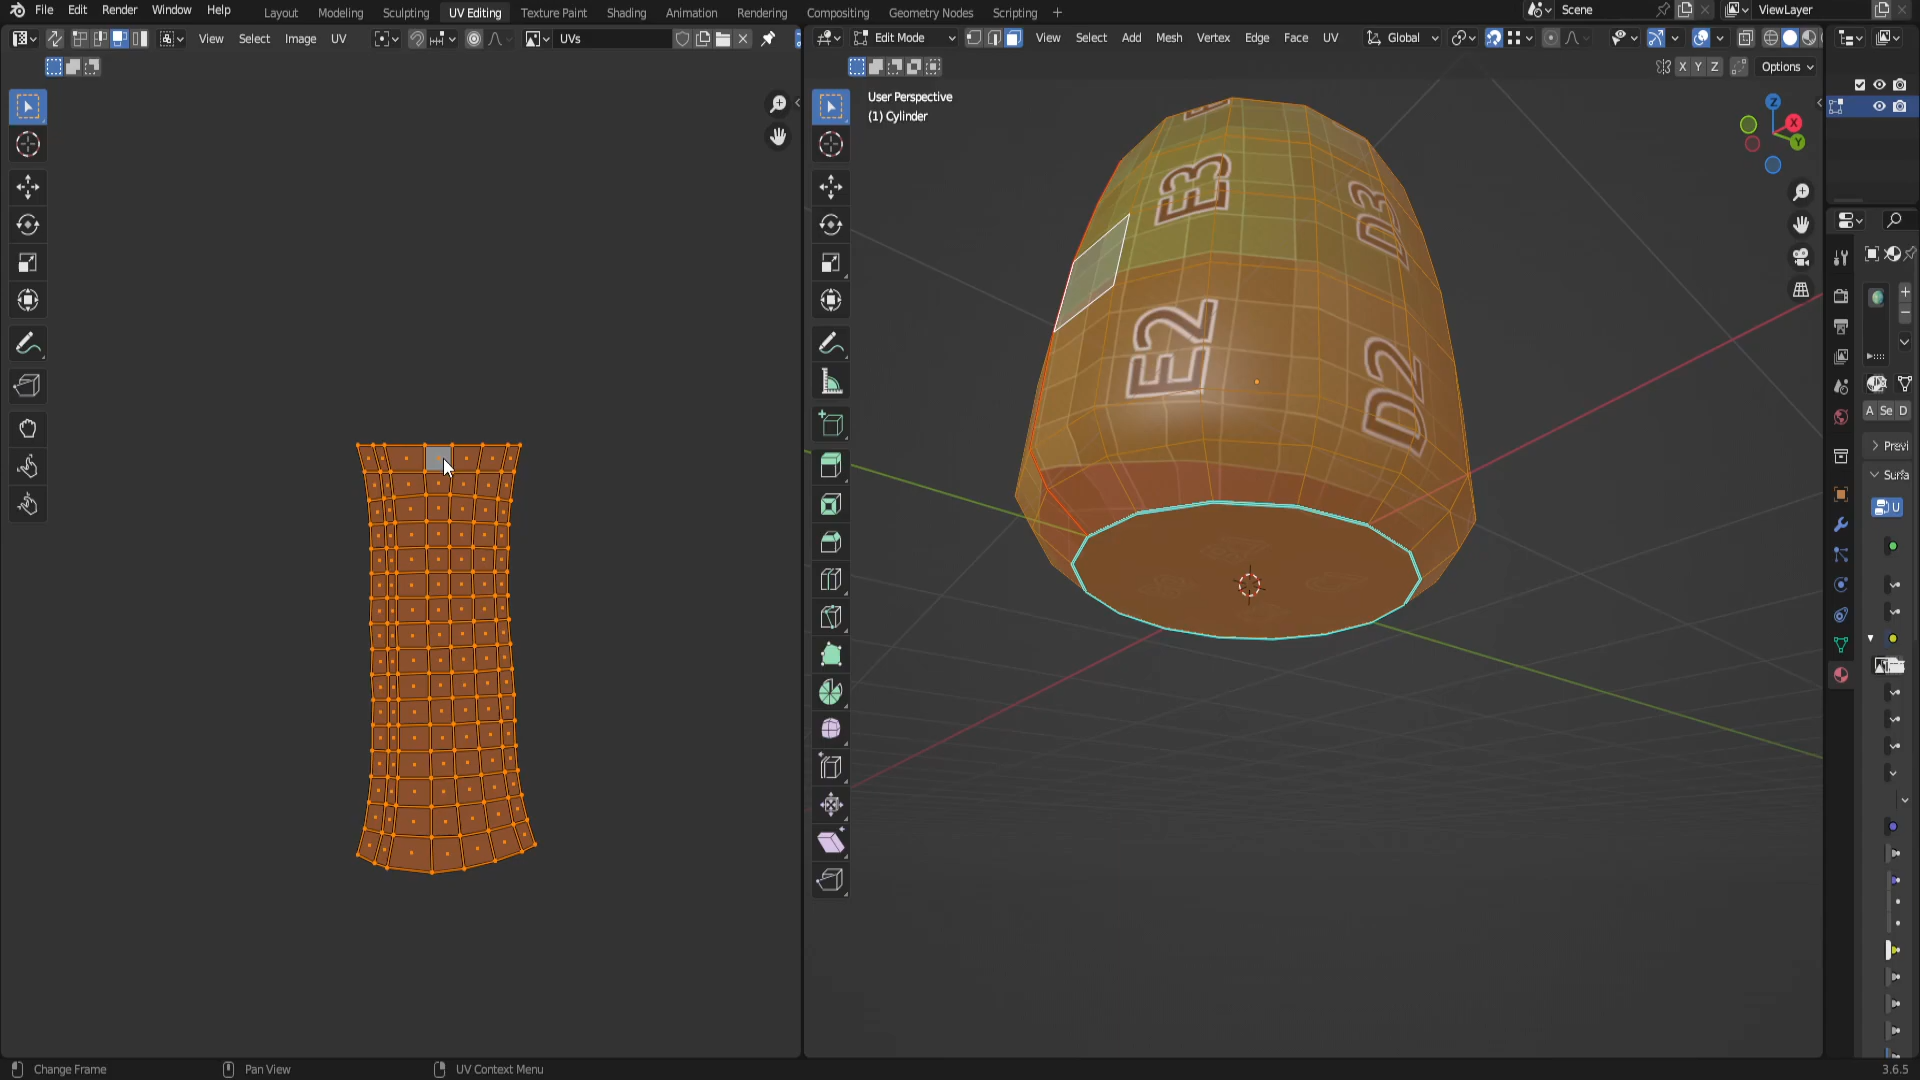 File Edit Render Window Help
Layout Modeling Sculpting UV Editing Texture Paint Shading Animation Rendering Compositing Geometry Nodes Scripting +
Scene
ViewLayer
View Select Image UV
UVs
Edit Mode
View Select Add Mesh Vertex Edge Face UV
Global
X Y Z
Options
User Perspective
(1) Cylinder
Z
X
Y
E3
D3
E2
D2
A Se D
Previ
Surfa
U
Change Frame
Pan View
UV Context Menu
3.6.5